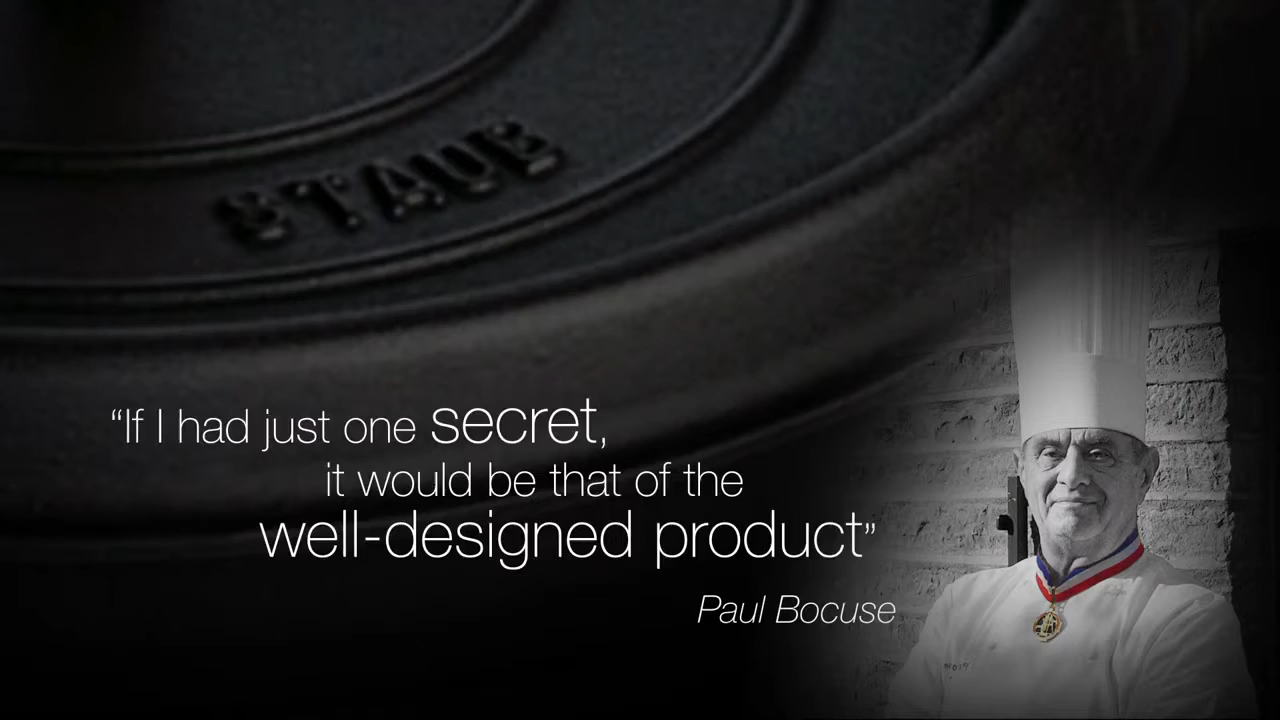 STAUB
“If I had just one secret,
it would be that of the
well-designed product”
Paul Bocuse